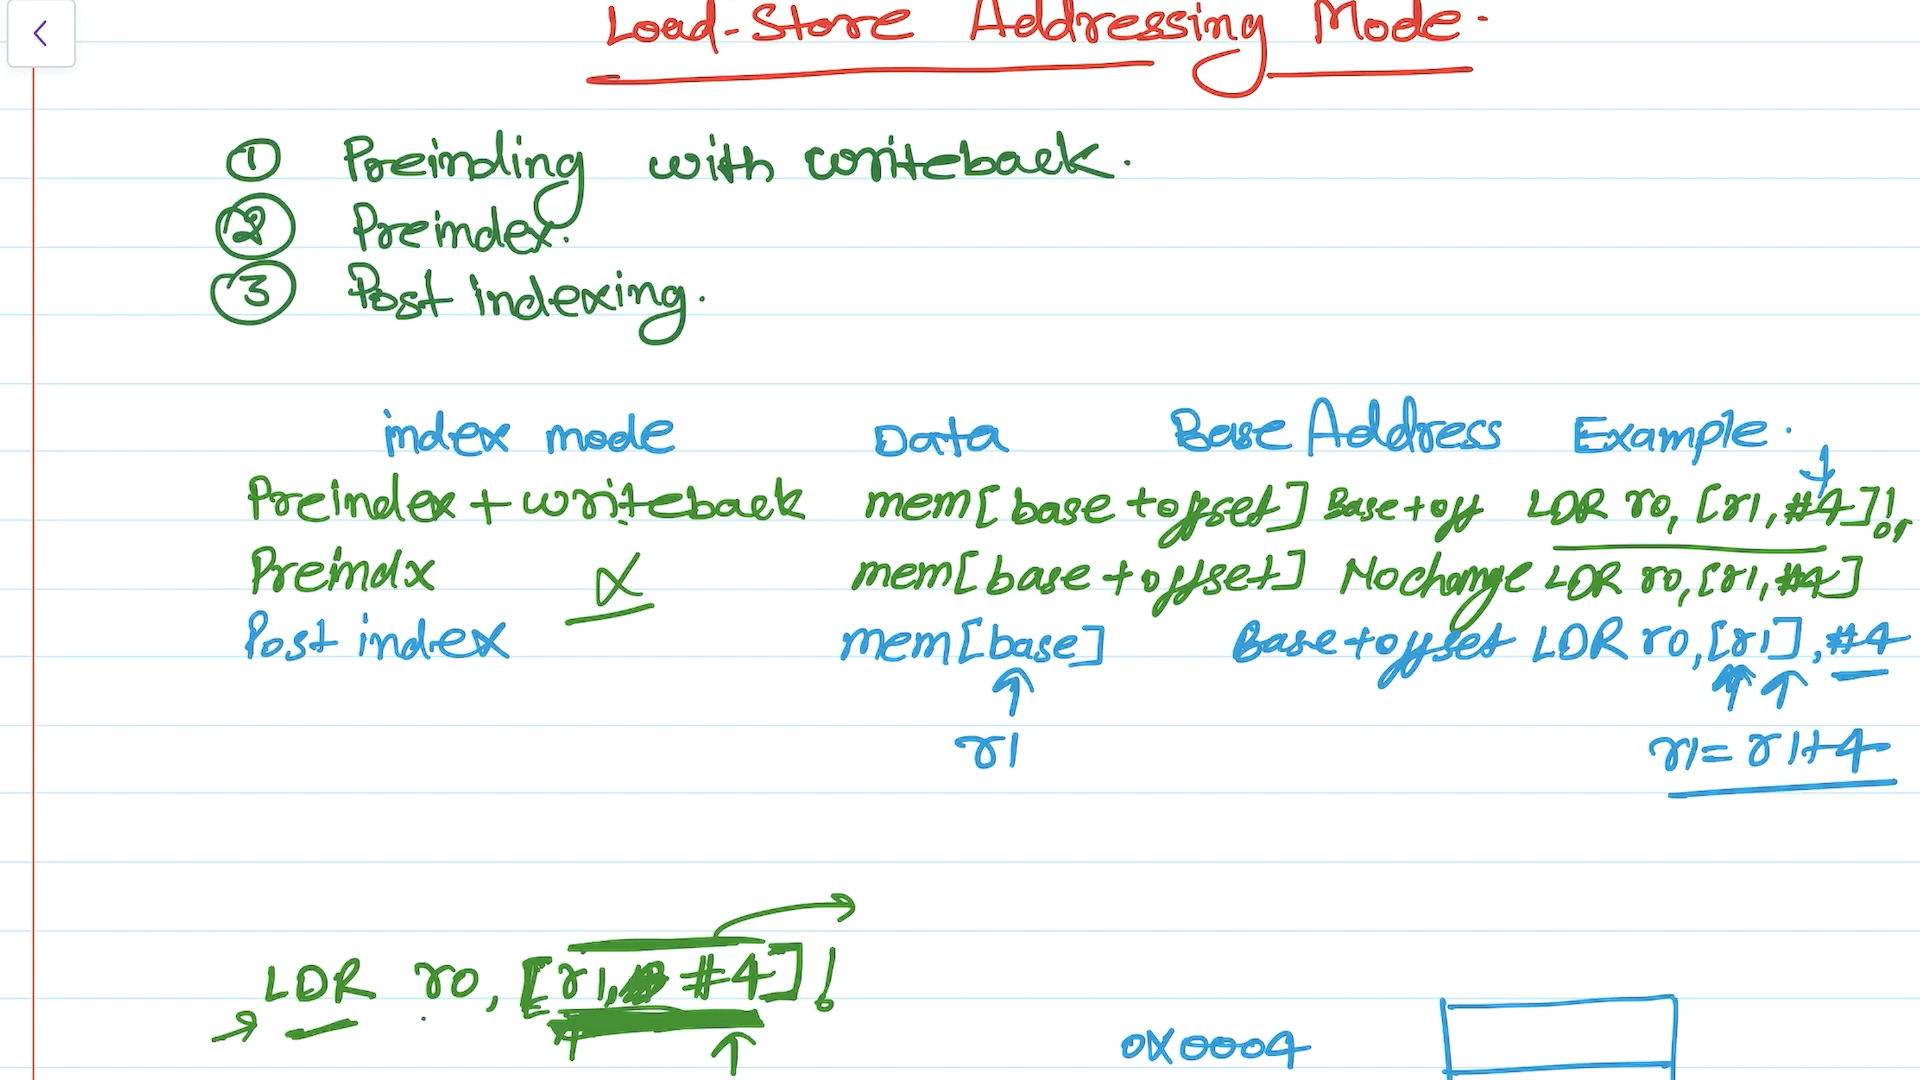 Load-Store Addressing Mode.
① Preinding with writeback.
② Preindex.
③ Post indexing.
index mode Data Base Address Example.
Preindex + writeback mem[base + offset] Base + off LDR r0, [r1, #4]!
Preindx mem[base + offset] No change LDR r0, [r1, #4]
Post index mem[base] Base + offset LDR r0, [r1], #4
r1 r1 = r1+4
LDR r0, [r1, #4]!
0x0004